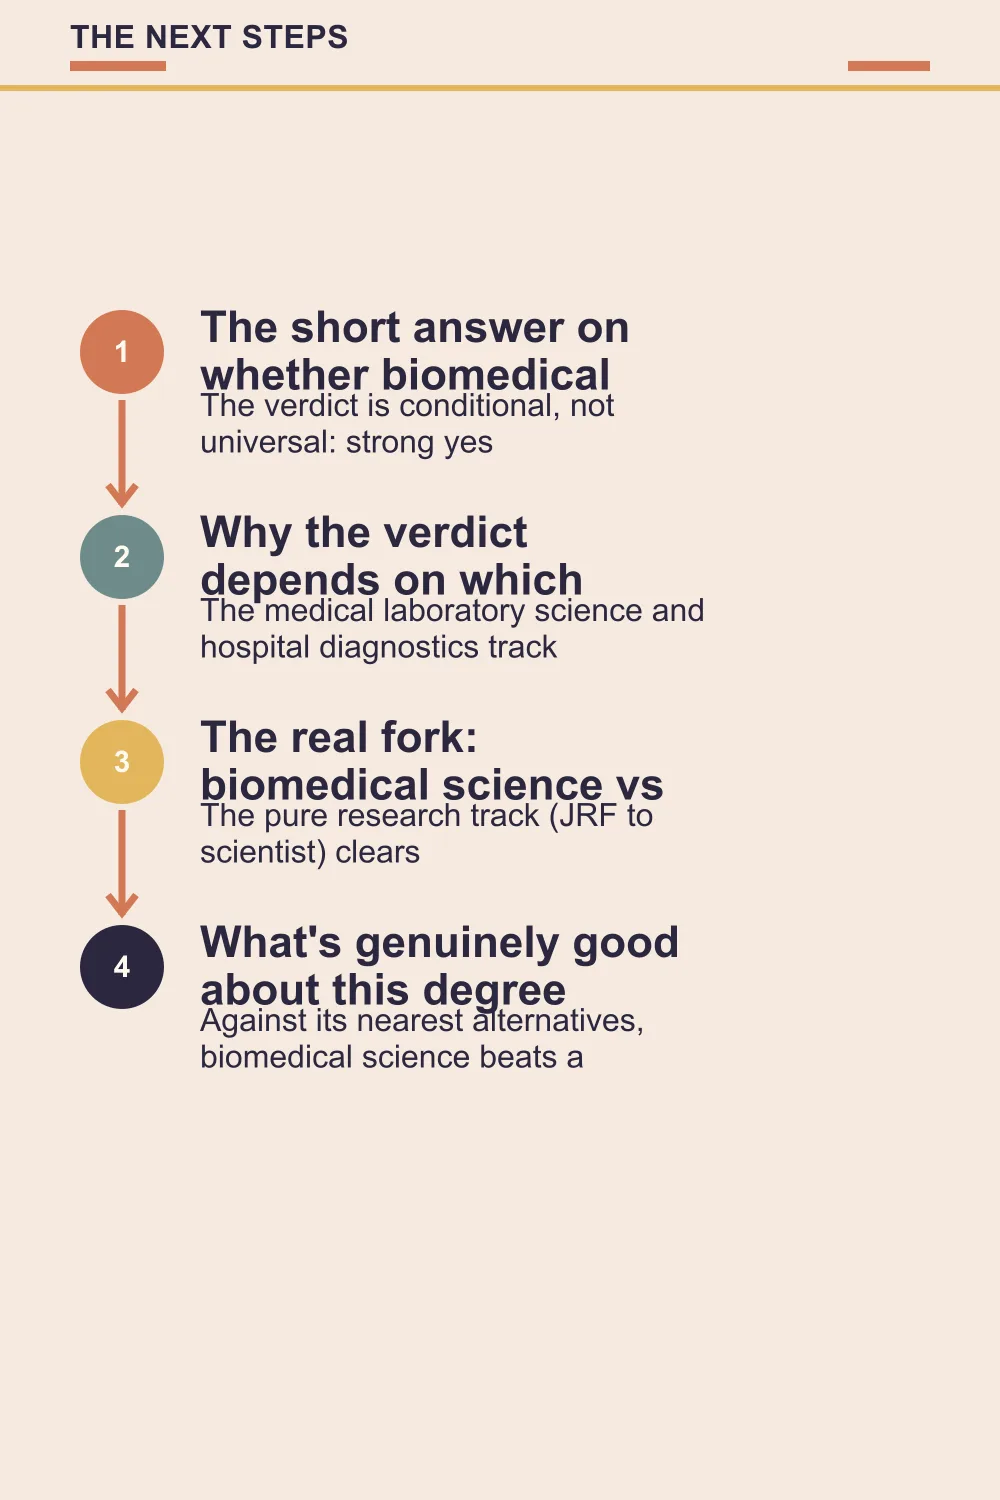 THE NEXT STEPS
1
The short answer on
whether biomedical
The verdict is conditional, not
universal: strong yes
2
Why the verdict
depends on which
The medical laboratory science and
hospital diagnostics track
3
The real fork:
biomedical science vs
The pure research track (JRF to
scientist) clears
4
What's genuinely good
about this degree
Against its nearest alternatives,
biomedical science beats a